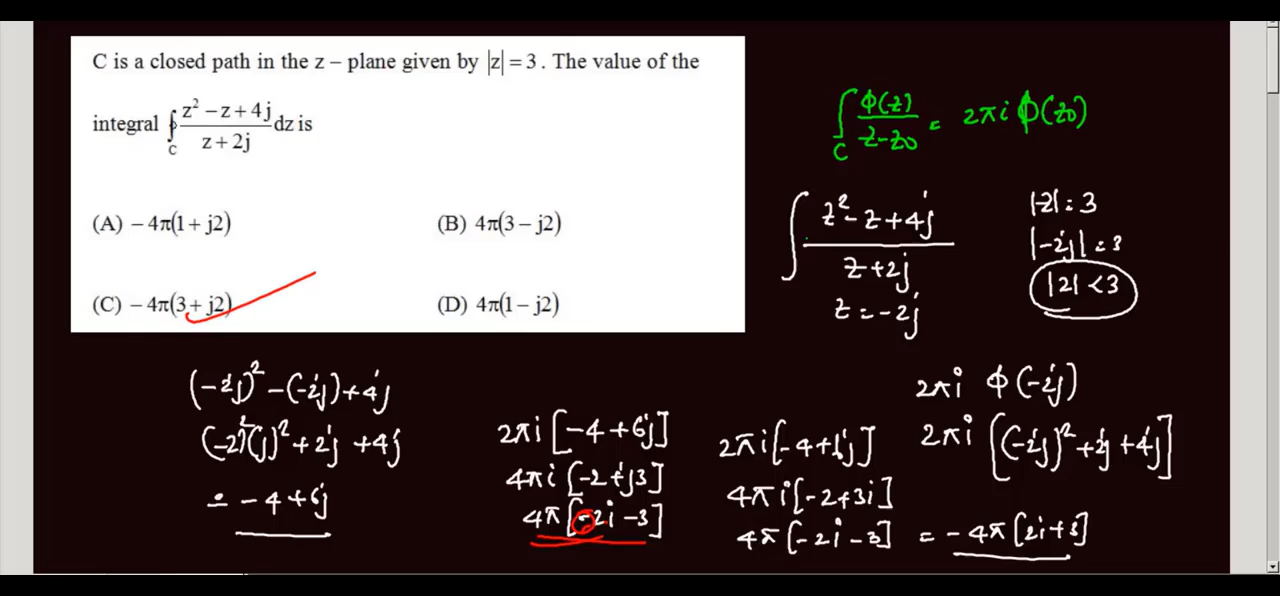 C is a closed path in the z – plane given by |z| = 3 . The value of the
integral ∮_C (z² – z + 4j)/(z + 2j) dz is
(A) – 4π(1 + j2)
(B) 4π(3 – j2)
(C) – 4π(3 + j2)
(D) 4π(1 – j2)
∫_C Φ(z)/(z-z0) = 2πi Φ(z0)
∫ (z² - z + 4j)/(z+2j)
z = -2j
|z| = 3
|-2j| = 3
|2| < 3
(-2j)² - (-2j) + 4j
(-2)²(j)² + 2j + 4j
= -4 + 6j
2πi [-4 + 6j]
4πi [-2 + j3]
4π [-2i - 3]
2πi [-4 + 6j]
4πi [-2 + 3i]
4π [-2i - 3] = -4π [2i + 3]
2πi Φ(-2j)
2πi [(-2j)² + 2j + 4j]